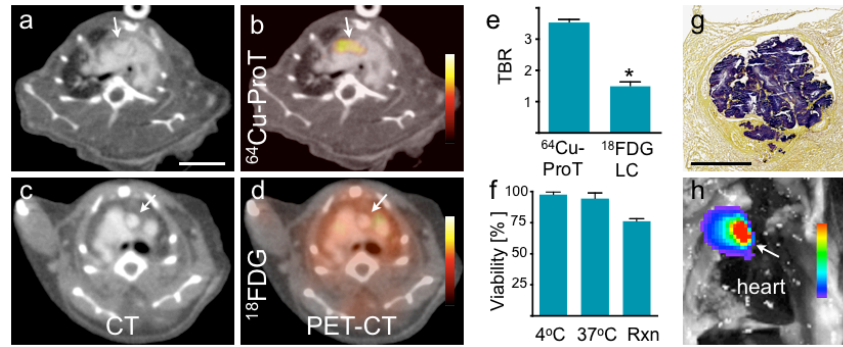 a
b
⁶⁴Cu-ProT
c
CT
d
¹⁸FDG
PET-CT
e
TBR
3
2
1
*
⁶⁴Cu-
ProT
¹⁸FDG
LC
f
Viability [%]
100
75
50
25
4ºC
37ºC
Rxn
g
h
heart